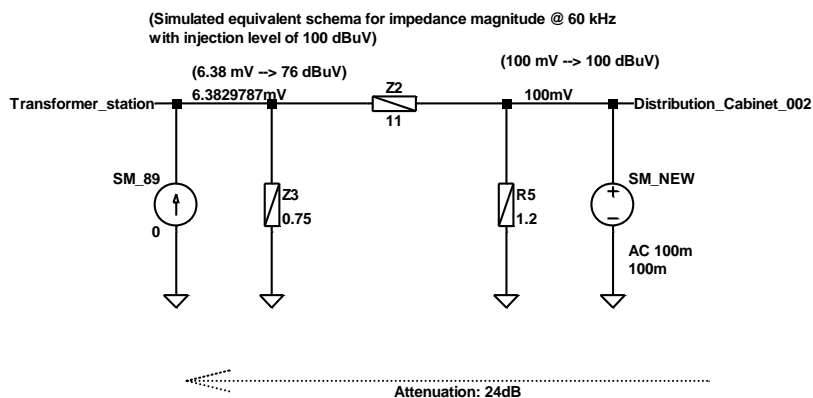 (Simulated equivalent schema for impedance magnitude @ 60 kHz
with injection level of 100 dBuV)
(6.38 mV --> 76 dBuV)
(100 mV --> 100 dBuV)
Transformer_station
6.3829787mV
Z2
11
100mV
Distribution_Cabinet_002
SM_89
0
Z3
0.75
R5
1.2
SM_NEW
AC 100m
100m
Attenuation: 24dB